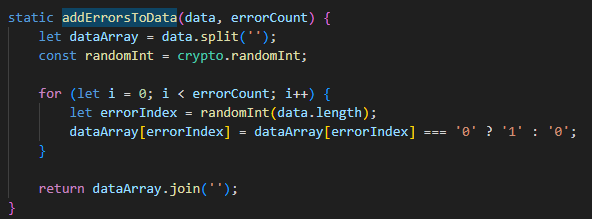 static addErrorsToData(data, errorCount) {
    let dataArray = data.split('');
    const randomInt = crypto.randomInt;

    for (let i = 0; i < errorCount; i++) {
        let errorIndex = randomInt(data.length);
        dataArray[errorIndex] = dataArray[errorIndex] === '0' ? '1' : '0';
    }

    return dataArray.join('');
}